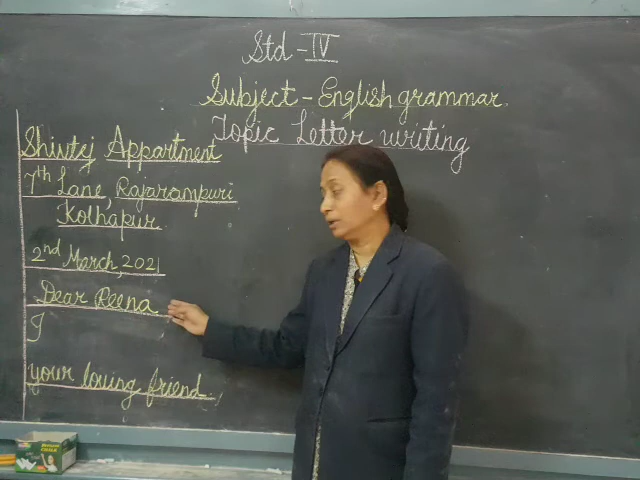 Std - IV
Subject - English grammar.
Topic Letter writing
Shivtej Appartment
7th Lane, Rajarampuri
Kolhapur
2nd March, 2021
Dear Reena
I
your loving friend,